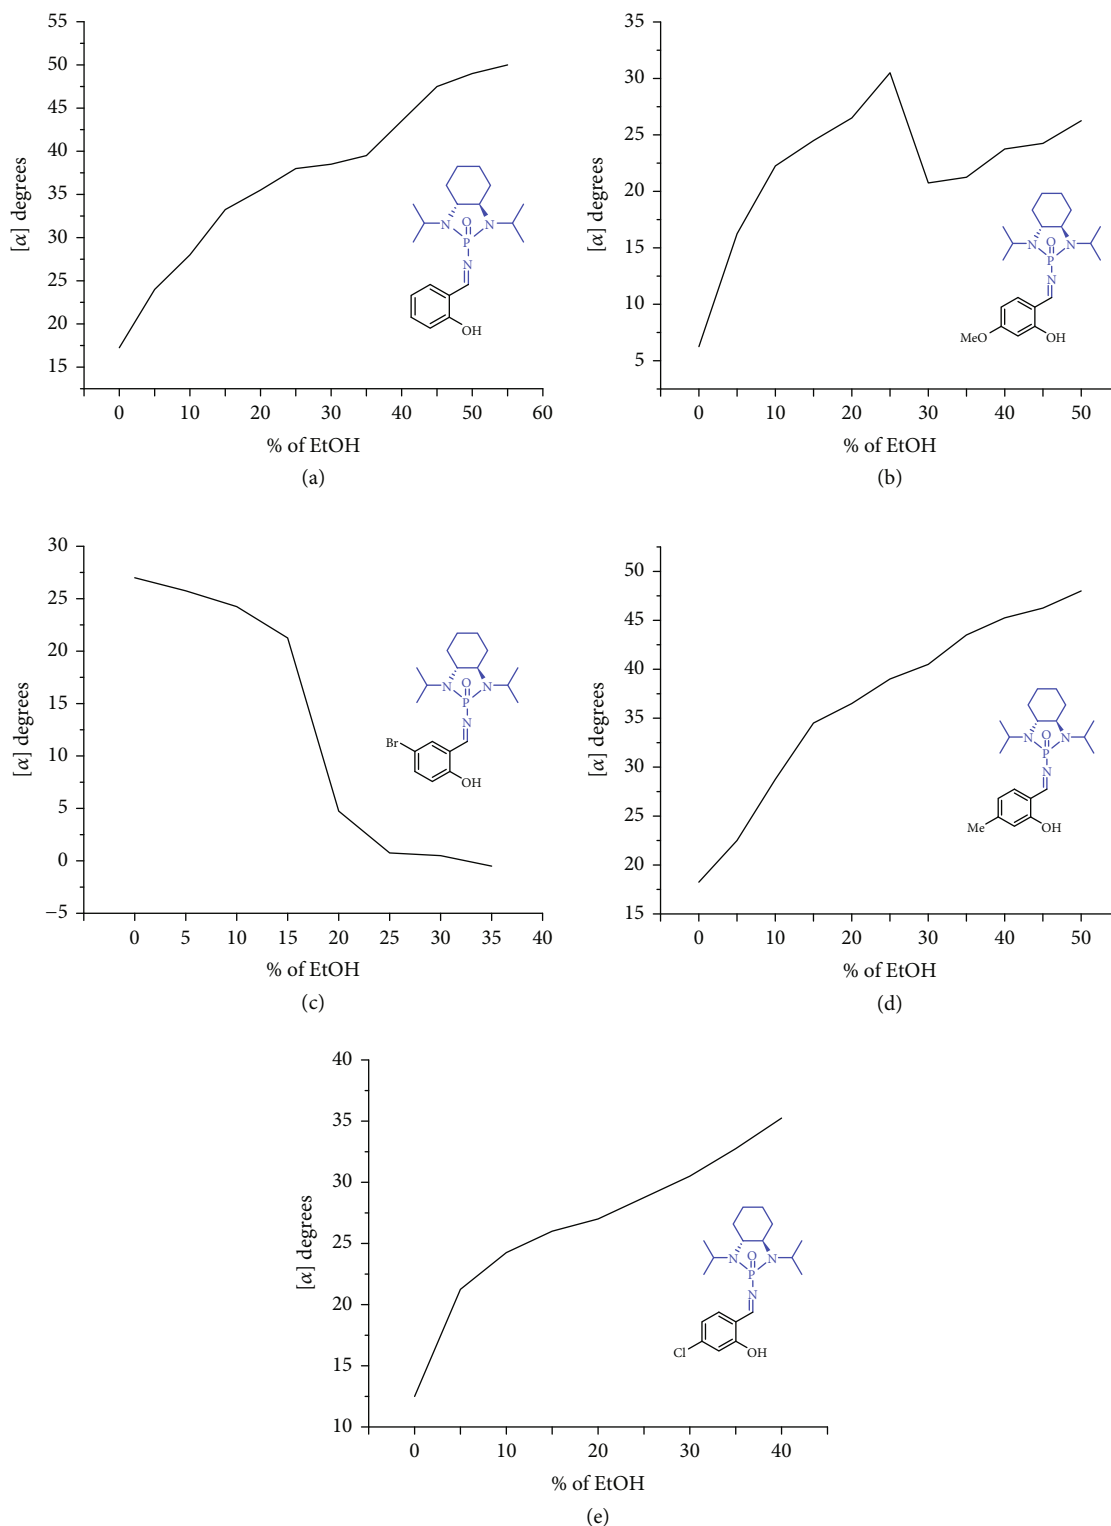 55
50
45
40
35
30
25
20
15
[α] degrees
0 10 20 30 40 50 60
% of EtOH
(a)
N O N
P
N
OH
35
30
25
20
15
10
5
[α] degrees
0 10 20 30 40 50
% of EtOH
(b)
N O N
P
N
MeO OH
30
25
20
15
10
5
0
−5
[α] degrees
0 5 10 15 20 25 30 35 40
% of EtOH
(c)
N O N
P
N
Br
OH
50
45
40
35
30
25
20
15
[α] degrees
0 10 20 30 40 50
% of EtOH
(d)
N O N
P
N
Me OH
40
35
30
25
20
15
10
[α] degrees
0 10 20 30 40
% of EtOH
(e)
N O N
P
N
Cl OH